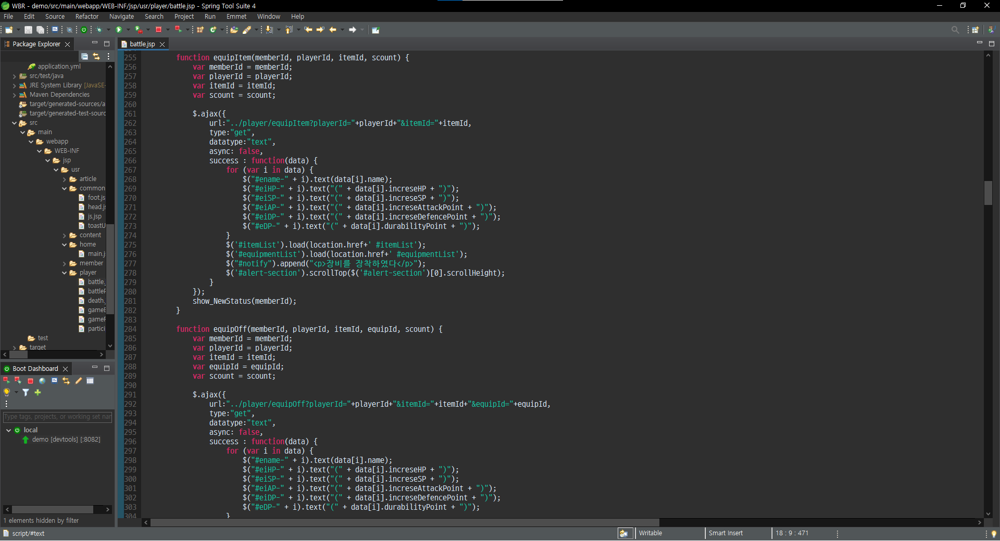 WBR - demo/src/main/webapp/WEB-INF/jsp/usr/player/battle.jsp - Spring Tool Suite 4
File Edit Source Refactor Navigate Search Project Run Emmet Window Help
Package Explorer
application.yml
src/test/java
JRE System Library [JavaSE-
Maven Dependencies
target/generated-sources/a
target/generated-test-sourc
src
main
webapp
WEB-INF
jsp
usr
article
common
foot.js
head.js
js.jsp
toastU
content
home
main.js
member
player
battle.
battleF
death.j
gameE
gameF
partici
test
target
Boot Dashboard
Type tags, projects, or working set nar
local
demo [devtools] [:8082]
1 elements hidden by filter
battle.jsp
255 function equipItem(memberId, playerId, itemId, scount) {
256 var memberId = memberId;
257 var playerId = playerId;
258 var itemId = itemId;
259 var scount = scount;
260
261 $.ajax({
262 url:"../player/equipItem?playerId="+playerId+"&itemId="+itemId,
263 type:"get",
264 datatype:"text",
265 async: false,
266 success : function(data) {
267 for (var i in data) {
268 $("#ename-" + i).text(data[i].name);
269 $("#eiHP-" + i).text("(" + data[i].increseHP + ")");
270 $("#eiSP-" + i).text("(" + data[i].increseSP + ")");
271 $("#eiAP-" + i).text("(" + data[i].increseAttackPoint + ")");
272 $("#eiDP-" + i).text("(" + data[i].increseDefencePoint + ")");
273 $("#eDP-" + i).text("(" + data[i].durabilityPoint + ")");
274 }
275 $('#itemList').load(location.href+' #itemList');
276 $('#equipmentList').load(location.href+' #equipmentList');
277 $("#notify").append("<p>장비를 장착하였다</p>");
278 $('#alert-section').scrollTop($('#alert-section')[0].scrollHeight);
279 }
280 });
281 show_NewStatus(memberId);
282 }
283
284 function equipOff(memberId, playerId, itemId, equipId, scount) {
285 var memberId = memberId;
286 var playerId = playerId;
287 var itemId = itemId;
288 var equipId = equipId;
289 var scount = scount;
290
291 $.ajax({
292 url:"../player/equipOff?playerId="+playerId+"&itemId="+itemId+"&equipId="+equipId,
293 type:"get",
294 datatype:"text",
295 async: false,
296 success : function(data) {
297 for (var i in data) {
298 $("#ename-" + i).text(data[i].name);
299 $("#eiHP-" + i).text("(" + data[i].increseHP + ")");
300 $("#eiSP-" + i).text("(" + data[i].increseSP + ")");
301 $("#eiAP-" + i).text("(" + data[i].increseAttackPoint + ")");
302 $("#eiDP-" + i).text("(" + data[i].increseDefencePoint + ")");
303 $("#eDP-" + i).text("(" + data[i].durabilityPoint + ")");
304 }
script/#text
Writable
Smart Insert
18 : 9 : 471